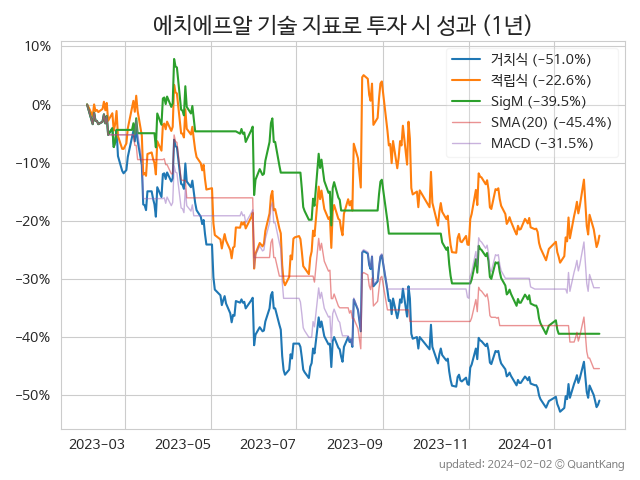 에치에프알 기술 지표로 투자 시 성과 (1년)
10%
0%
−10%
−20%
−30%
−40%
−50%
거치식 (−51.0%)
적립식 (−22.6%)
SigM (−39.5%)
SMA(20) (−45.4%)
MACD (−31.5%)
2023−03
2023−05
2023−07
2023−09
2023−11
2024−01
updated: 2024−02−02 © QuantKang